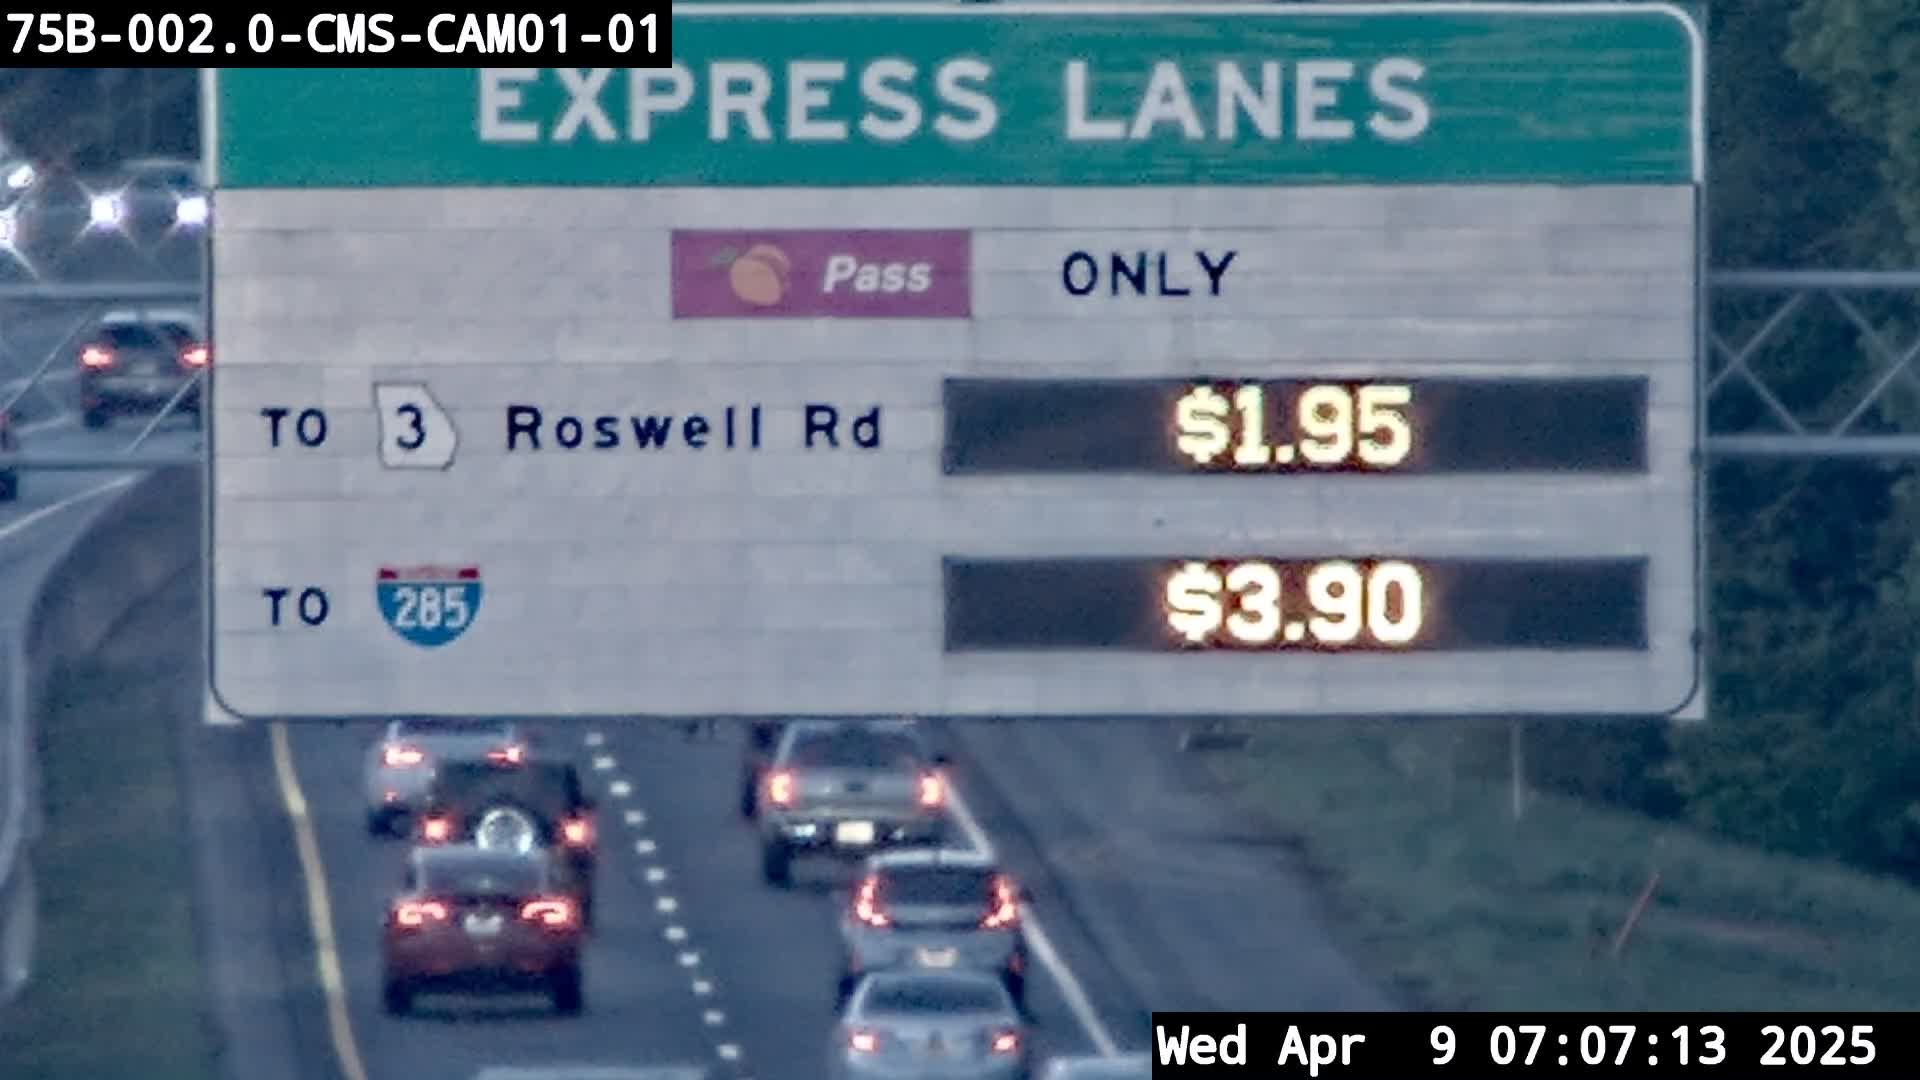 75B-002.0-CMS-CAM01-01
EXPRESS LANES
Pass ONLY
TO 3 Roswell Rd $1.95
TO 285 $3.90
Wed Apr 9 07:07:13 2025